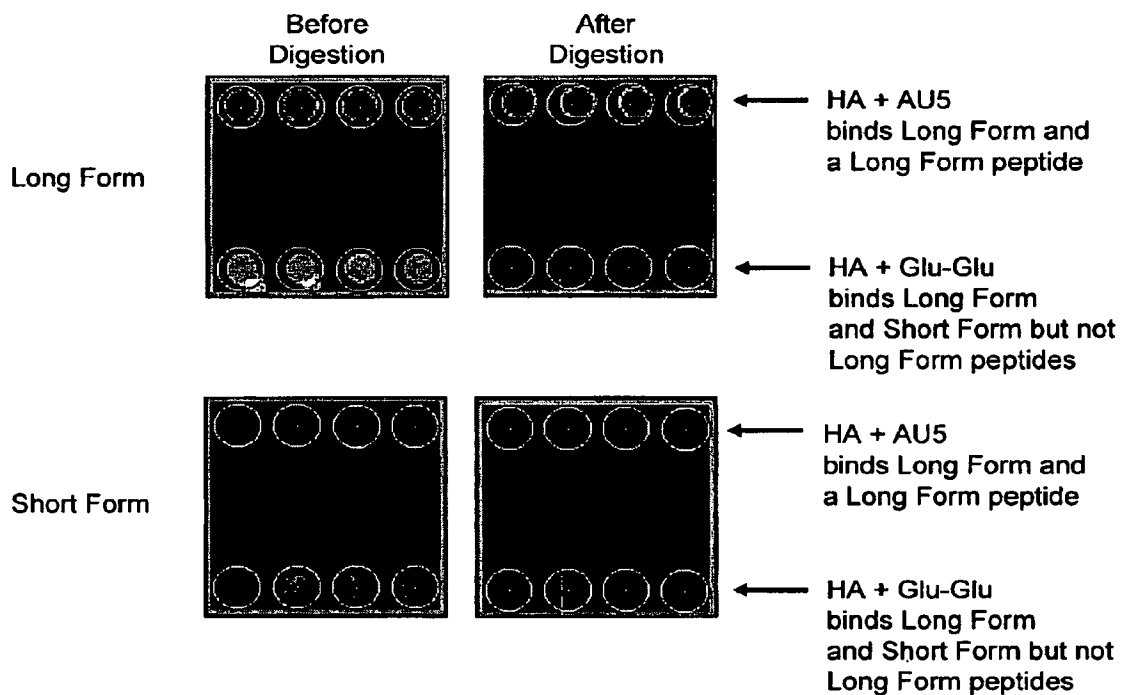 Before
Digestion
After
Digestion
Long Form
HA + AU5
binds Long Form and
a Long Form peptide
HA + Glu-Glu
binds Long Form
and Short Form but not
Long Form peptides
Short Form
HA + AU5
binds Long Form and
a Long Form peptide
HA + Glu-Glu
binds Long Form
and Short Form but not
Long Form peptides